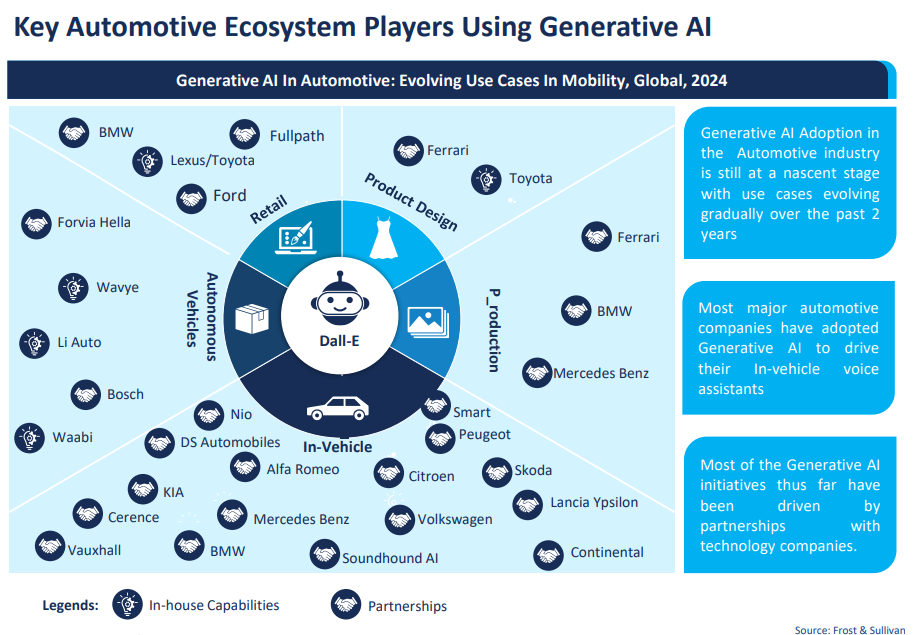 Key Automotive Ecosystem Players Using Generative AI
Generative AI In Automotive: Evolving Use Cases In Mobility, Global, 2024
BMW
Lexus/Toyota
Fullpath
Ford
Retail
Ferrari
Toyota
Product Design
Ferrari
BMW
Mercedes Benz
P_roduction
Forvia Hella
Wavye
Li Auto
Bosch
Waabi
Autonomous
Vehicles
Dall-E
In-Vehicle
Nio
DS Automobiles
Alfa Romeo
KIA
Cerence
Mercedes Benz
Vauxhall
BMW
Soundhound AI
Smart
Peugeot
Citroen
Skoda
Lancia Ypsilon
Volkswagen
Continental
Generative AI Adoption in
the Automotive industry
is still at a nascent stage
with use cases evolving
gradually over the past 2
years
Most major automotive
companies have adopted
Generative AI to drive
their In-vehicle voice
assistants
Most of the Generative AI
initiatives thus far have
been driven by
partnerships with
technology companies.
Legends:
In-house Capabilities
Partnerships
Source: Frost & Sullivan